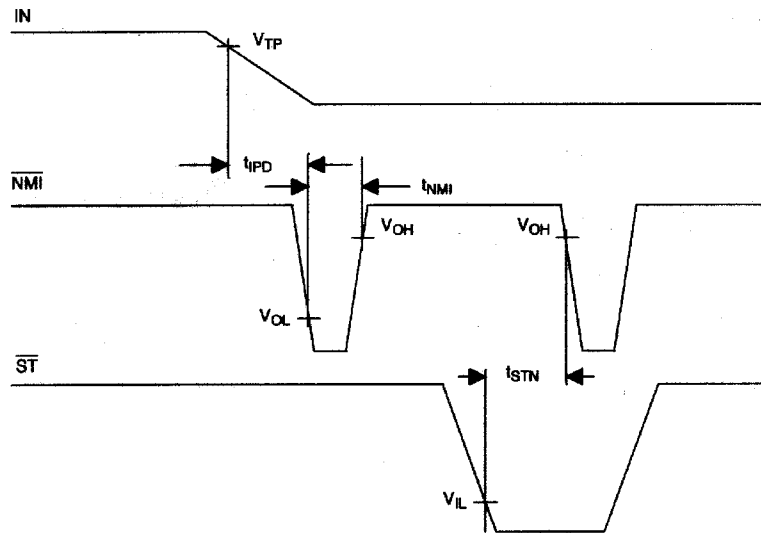 IN
VTP
tIPD
NMI
tNMI
VOH
VOH
VOL
ST
tSTN
VIL